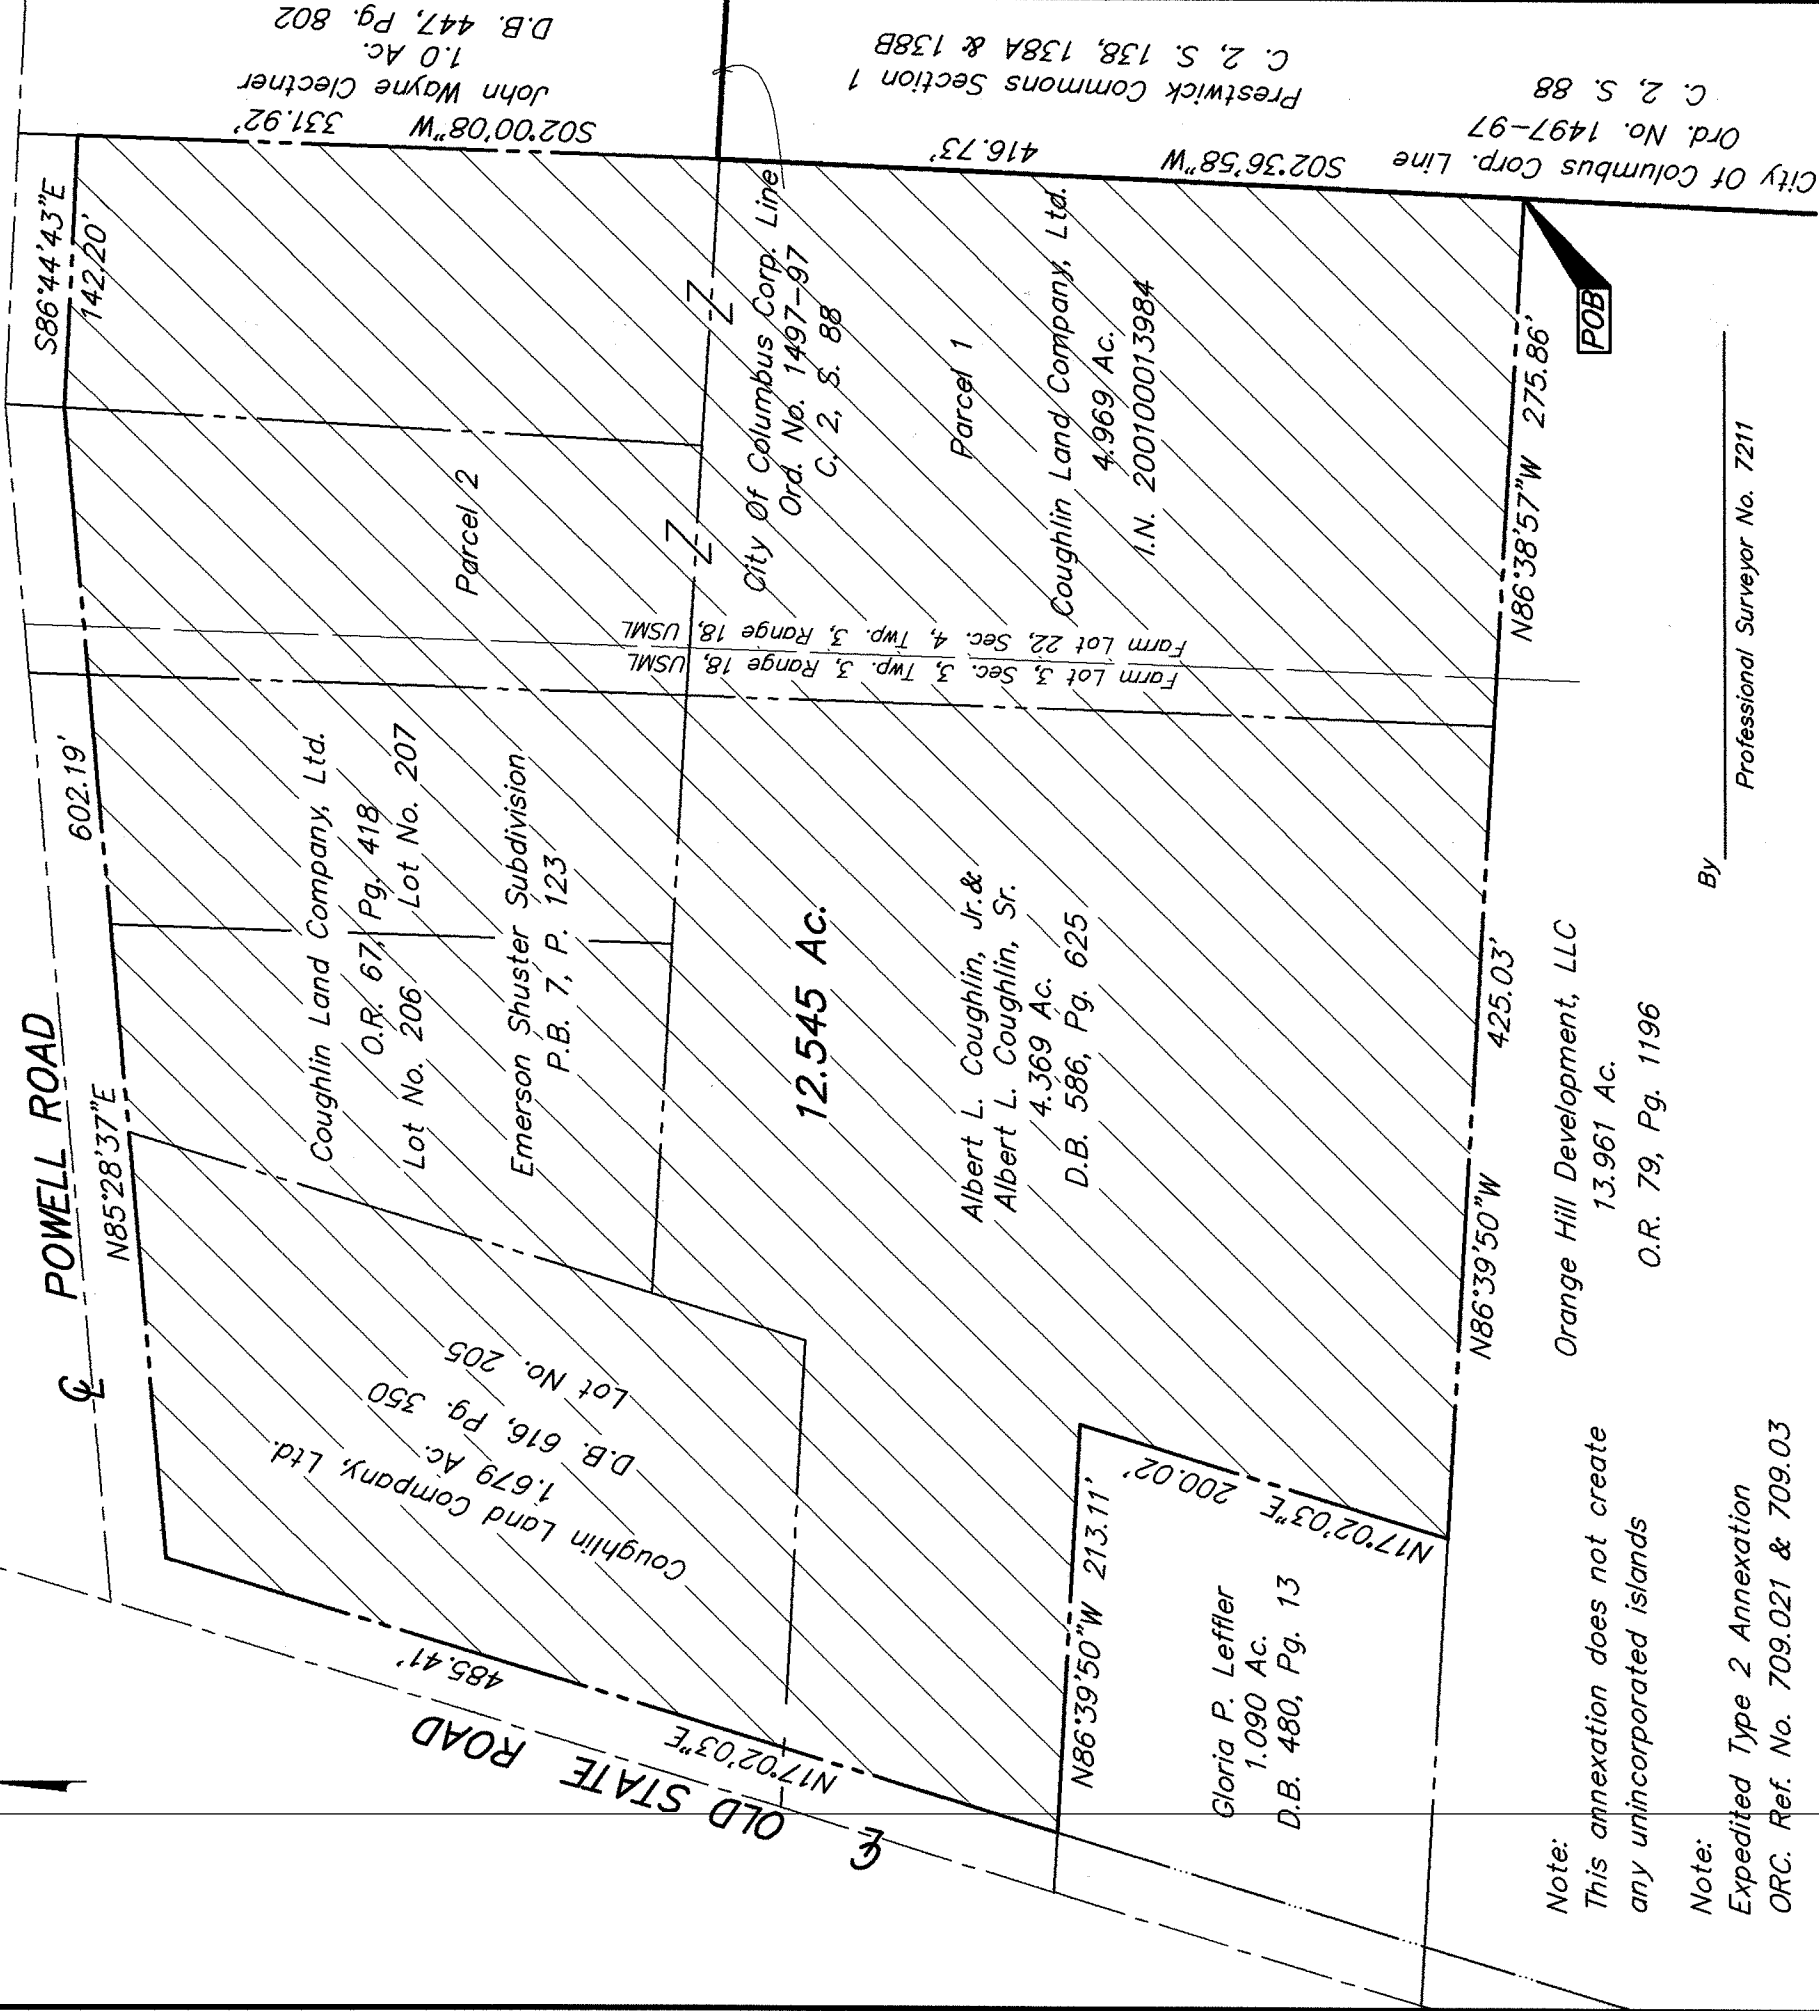 POWELL ROAD
N85°28'37"E
602.19'
S86°44'43"E
142.20'
S02°00'08"W 331.92'
John Wayne Clectner
1.0 Ac.
D.B. 447, Pg. 802
S02°36'58"W 416.73'
Prestwick Commons Section 1
C. 2, S. 138, 138A & 138B
City Of Columbus Corp. Line
Ord. No. 1497-97
C. 2, S. 88
Parcel 2
City Of Columbus Corp. Line
Ord. No. 1497-97
C. 2, S. 88
Parcel 1
Coughlin Land Company, Ltd.
4.969 Ac.
I.N. 200100013984
Farm Lot 22, Sec. 4, Twp. 3, Range 18, USML
Farm Lot 3, Sec. 3, Twp. 3, Range 18, USML
Coughlin Land Company, Ltd.
O.R. 67, Pg. 418
Lot No. 206 Lot No. 207
Emerson Shuster Subdivision
P.B. 7, P. 123
12.545 Ac.
Albert L. Coughlin, Jr.&
Albert L. Coughlin, Sr.
4.369 Ac.
D.B. 586, Pg. 625
Coughlin Land Company, Ltd.
1.679 Ac.
D.B. 616, Pg. 350
Lot No. 205
OLD STATE ROAD
N17°02'03"E 485.41'
N86°39'50"W 213.11'
N17°02'03"E 200.02'
Gloria P. Leffler
1.090 Ac.
D.B. 480, Pg. 13
N86°39'50"W 425.03'
N86°38'57"W 275.86'
POB
Orange Hill Development, LLC
13.961 Ac.
O.R. 79, Pg. 1196
Note:
This annexation does not create
any unincorporated islands
Note:
Expedited Type 2 Annexation
ORC. Ref. No. 709.021 & 709.03
By
Professional Surveyor No. 7211